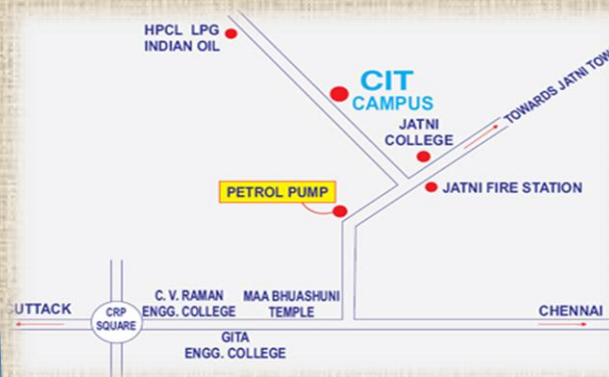 HPCL LPG
INDIAN OIL
CIT
CAMPUS
TOWARDS JATNI TOW
JATNI
COLLEGE
PETROL PUMP
JATNI FIRE STATION
C. V. RAMAN
ENGG. COLLEGE
MAA BHUASHUNI
TEMPLE
UTTACK
CRP
SQUARE
CHENNAI
GITA
ENGG. COLLEGE